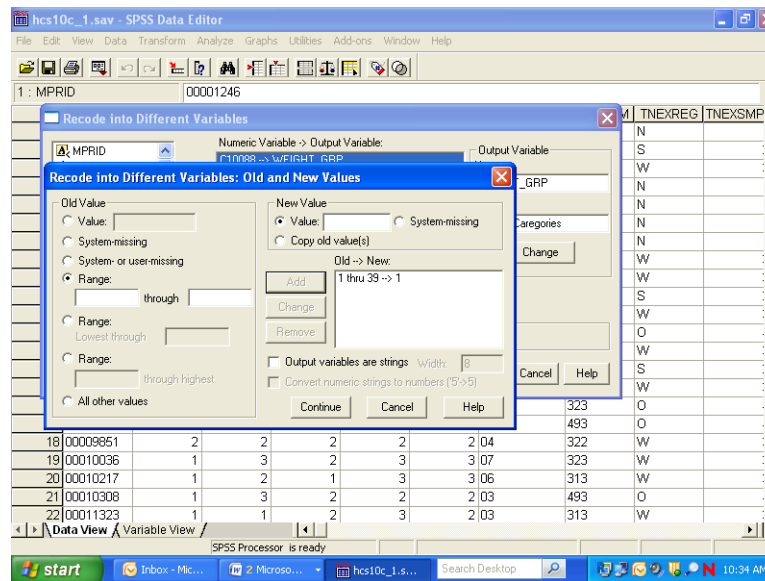 hcs10c_1.sav - SPSS Data Editor
File Edit View Data Transform Analyze Graphs Utilities Add-ons Window Help
1 : MPRID 00001246
M TNEXREG TNEXSMP
Recode into Different Variables
N
MPRID
Numeric Variable -> Output Variable:
Output Variable
S
C10088 --> WEIGHT_GRP
W
Recode into Different Variables: Old and New Values
T_GRP
N
Old Value
New Value
N
Value:
Value:
System-missing
Caregories
N
System-missing
Copy old value(s)
N
System- or user-missing
Old --> New:
Change
W
Range:
Add
1 thru 39 --> 1
W
through
S
Change
Range:
W
Lowest through
Remove
O
Range:
Output variables are strings Width: 8
W
through highest
Convert numeric strings to numbers ('5'->5)
Cancel Help
S
W
All other values
Continue Cancel Help
323 O
493 O
18 00009851 2 2 2 2 2 04 322 W
19 00010036 1 3 2 3 3 07 323 W
20 00010217 1 2 1 3 3 06 313 W
21 00010308 1 3 2 2 2 03 493 O
22 00011323 1 1 2 3 2 03 313 W
Data View Variable View
SPSS Processor is ready
start Inbox - Mic... 2 Microso... hcs10c_1.s... Search Desktop N 10:34 AM